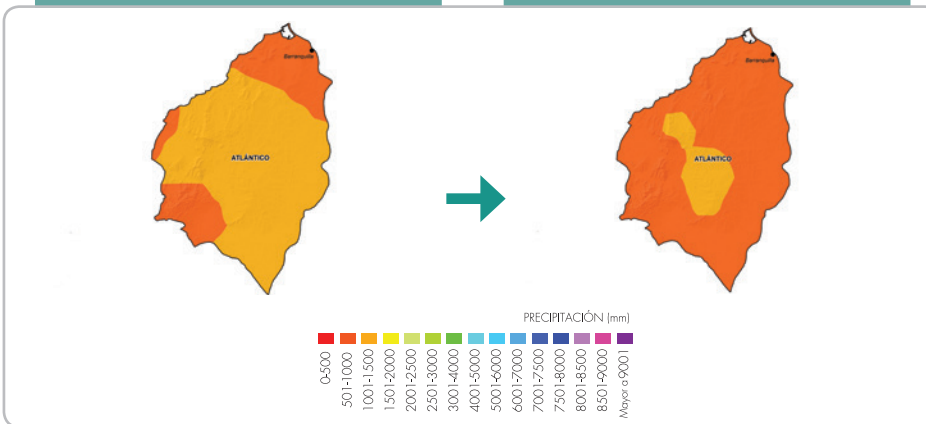 Barranquilla
ATLÁNTICO
Barranquilla
ATLÁNTICO
PRECIPITACIÓN (mm)
0-500
501-1000
1001-1500
1501-2000
2001-2500
2501-3000
3001-4000
4001-5000
5001-6000
6001-7000
7001-7500
7501-8000
8001-8500
8501-9000
Mayor a 9001